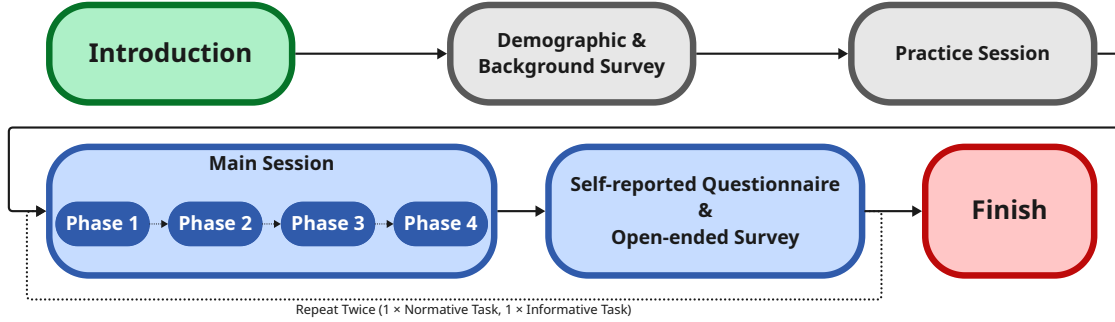 Introduction
Demographic &
Background Survey
Practice Session
Main Session
Phase 1
Phase 2
Phase 3
Phase 4
Self-reported Questionnaire
&
Open-ended Survey
Finish
Repeat Twice (1 × Normative Task, 1 × Informative Task)